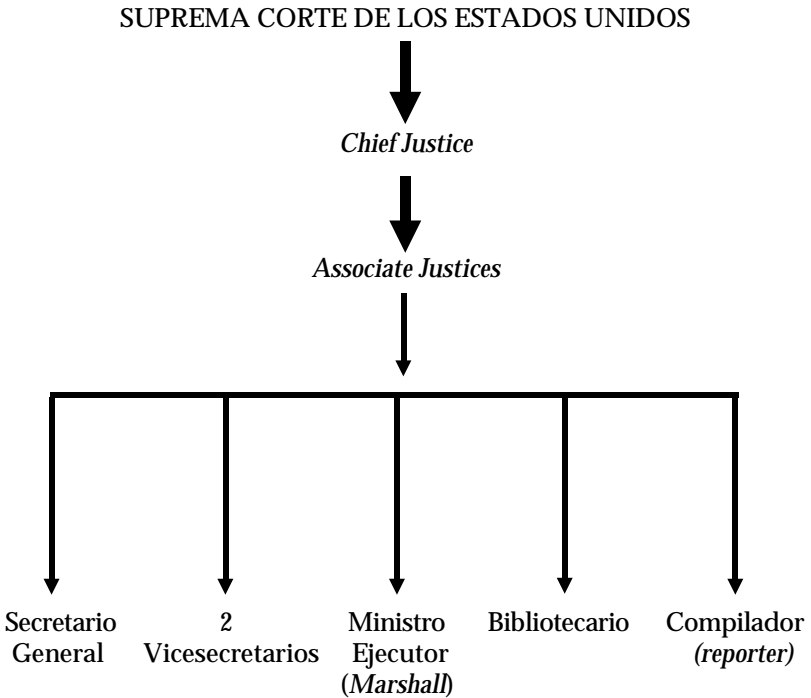 SUPREMA CORTE DE LOS ESTADOS UNIDOS
Chief Justice
Associate Justices
Secretario
General
2
Vicesecretarios
Ministro
Ejecutor
(Marshall)
Bibliotecario
Compilador
(reporter)